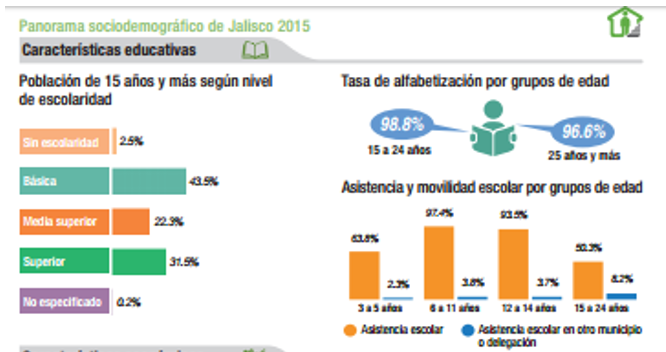 Panorama sociodemográfico de Jalisco 2015
Características educativas
Población de 15 años y más según nivel
de escolaridad
Sin escolaridad 2.5%
Básica 43.5%
Media superior 22.3%
Superior 31.5%
No especificado 0.2%
Tasa de alfabetización por grupos de edad
98.8%
15 a 24 años
96.6%
25 años y más
Asistencia y movilidad escolar por grupos de edad
63.8% 2.3% 97.4% 3.6% 93.5% 3.7% 50.3% 8.2%
3 a 5 años 6 a 11 años 12 a 14 años 15 a 24 años
Asistencia escolar Asistencia escolar en otro municipio
o delegación